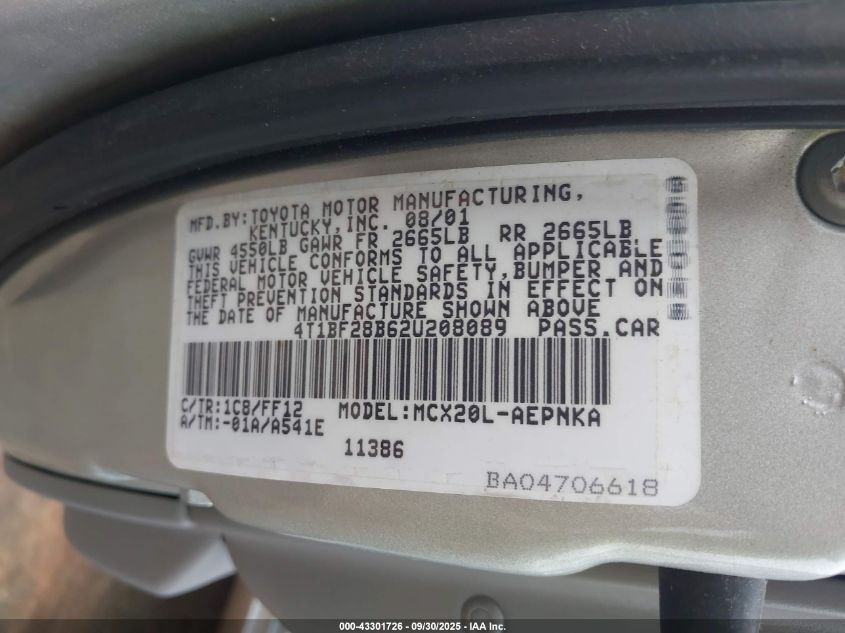 MFD.BY:TOYOTA MOTOR MANUFACTURING,
KENTUCKY,INC. 08/01
GVWR 4550LB GAWR FR 2665LB RR 2665LB
THIS VEHICLE CONFORMS TO ALL APPLICABLE
FEDERAL MOTOR VEHICLE SAFETY,BUMPER AND
THEFT PREVENTION STANDARDS IN EFFECT ON
THE DATE OF MANUFACTURE SHOWN ABOVE
4T1BF28B62U208089 PASS.CAR
C/TR:1C8/FF12 MODEL:MCX20L-AEPNKA
A/TM:-01A/A541E
11386
BA04706618
000-43301726 - 09/30/2025 - IAA Inc.